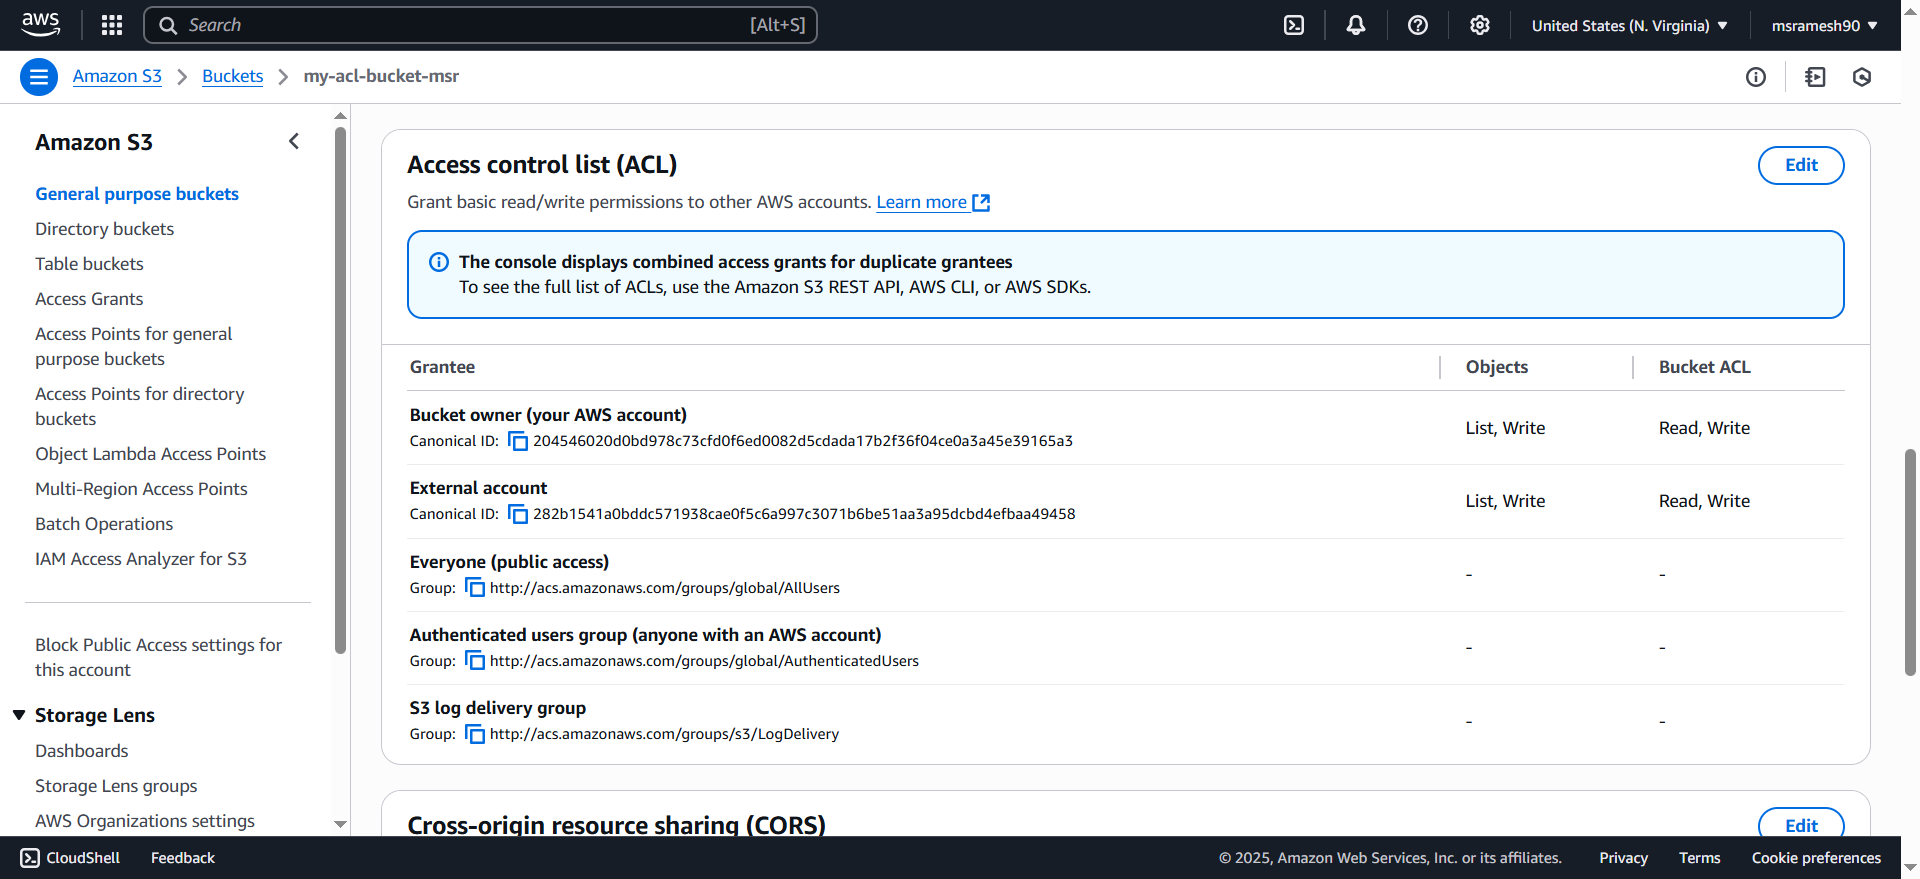 aws
Search [Alt+S]
United States (N. Virginia)
msramesh90
Amazon S3
Buckets
my-acl-bucket-msr
Amazon S3
General purpose buckets
Directory buckets
Table buckets
Access Grants
Access Points for general
purpose buckets
Access Points for directory
buckets
Object Lambda Access Points
Multi-Region Access Points
Batch Operations
IAM Access Analyzer for S3
Block Public Access settings for
this account
Storage Lens
Dashboards
Storage Lens groups
AWS Organizations settings
Access control list (ACL)
Edit
Grant basic read/write permissions to other AWS accounts. Learn more
The console displays combined access grants for duplicate grantees
To see the full list of ACLs, use the Amazon S3 REST API, AWS CLI, or AWS SDKs.
Grantee Objects Bucket ACL
Bucket owner (your AWS account)
Canonical ID: 204546020d0bd978c73cfd0f6ed0082d5cdada17b2f36f04ce0a3a45e39165a3
List, Write Read, Write
External account
Canonical ID: 282b1541a0bddc571938cae0f5c6a997c3071b6be51aa3a95dcbd4efbaa49458
List, Write Read, Write
Everyone (public access)
Group: http://acs.amazonaws.com/groups/global/AllUsers
- -
Authenticated users group (anyone with an AWS account)
Group: http://acs.amazonaws.com/groups/global/AuthenticatedUsers
- -
S3 log delivery group
Group: http://acs.amazonaws.com/groups/s3/LogDelivery
- -
Cross-origin resource sharing (CORS)
Edit
CloudShell
Feedback
© 2025, Amazon Web Services, Inc. or its affiliates.
Privacy
Terms
Cookie preferences